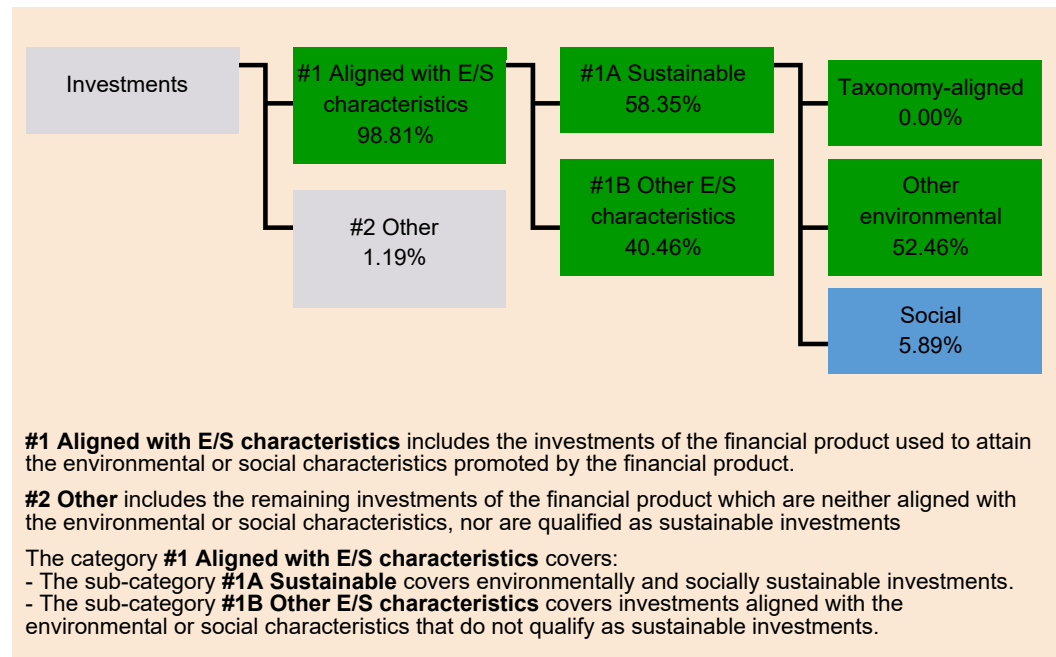 Investments
#1 Aligned with E/S
characteristics
98.81%
#2 Other
1.19%
#1A Sustainable
58.35%
#1B Other E/S
characteristics
40.46%
Taxonomy-aligned
0.00%
Other
environmental
52.46%
Social
5.89%
#1 Aligned with E/S characteristics includes the investments of the financial product used to attain
the environmental or social characteristics promoted by the financial product.
#2 Other includes the remaining investments of the financial product which are neither aligned with
the environmental or social characteristics, nor are qualified as sustainable investments
The category #1 Aligned with E/S characteristics covers:
- The sub-category #1A Sustainable covers environmentally and socially sustainable investments.
- The sub-category #1B Other E/S characteristics covers investments aligned with the
environmental or social characteristics that do not qualify as sustainable investments.